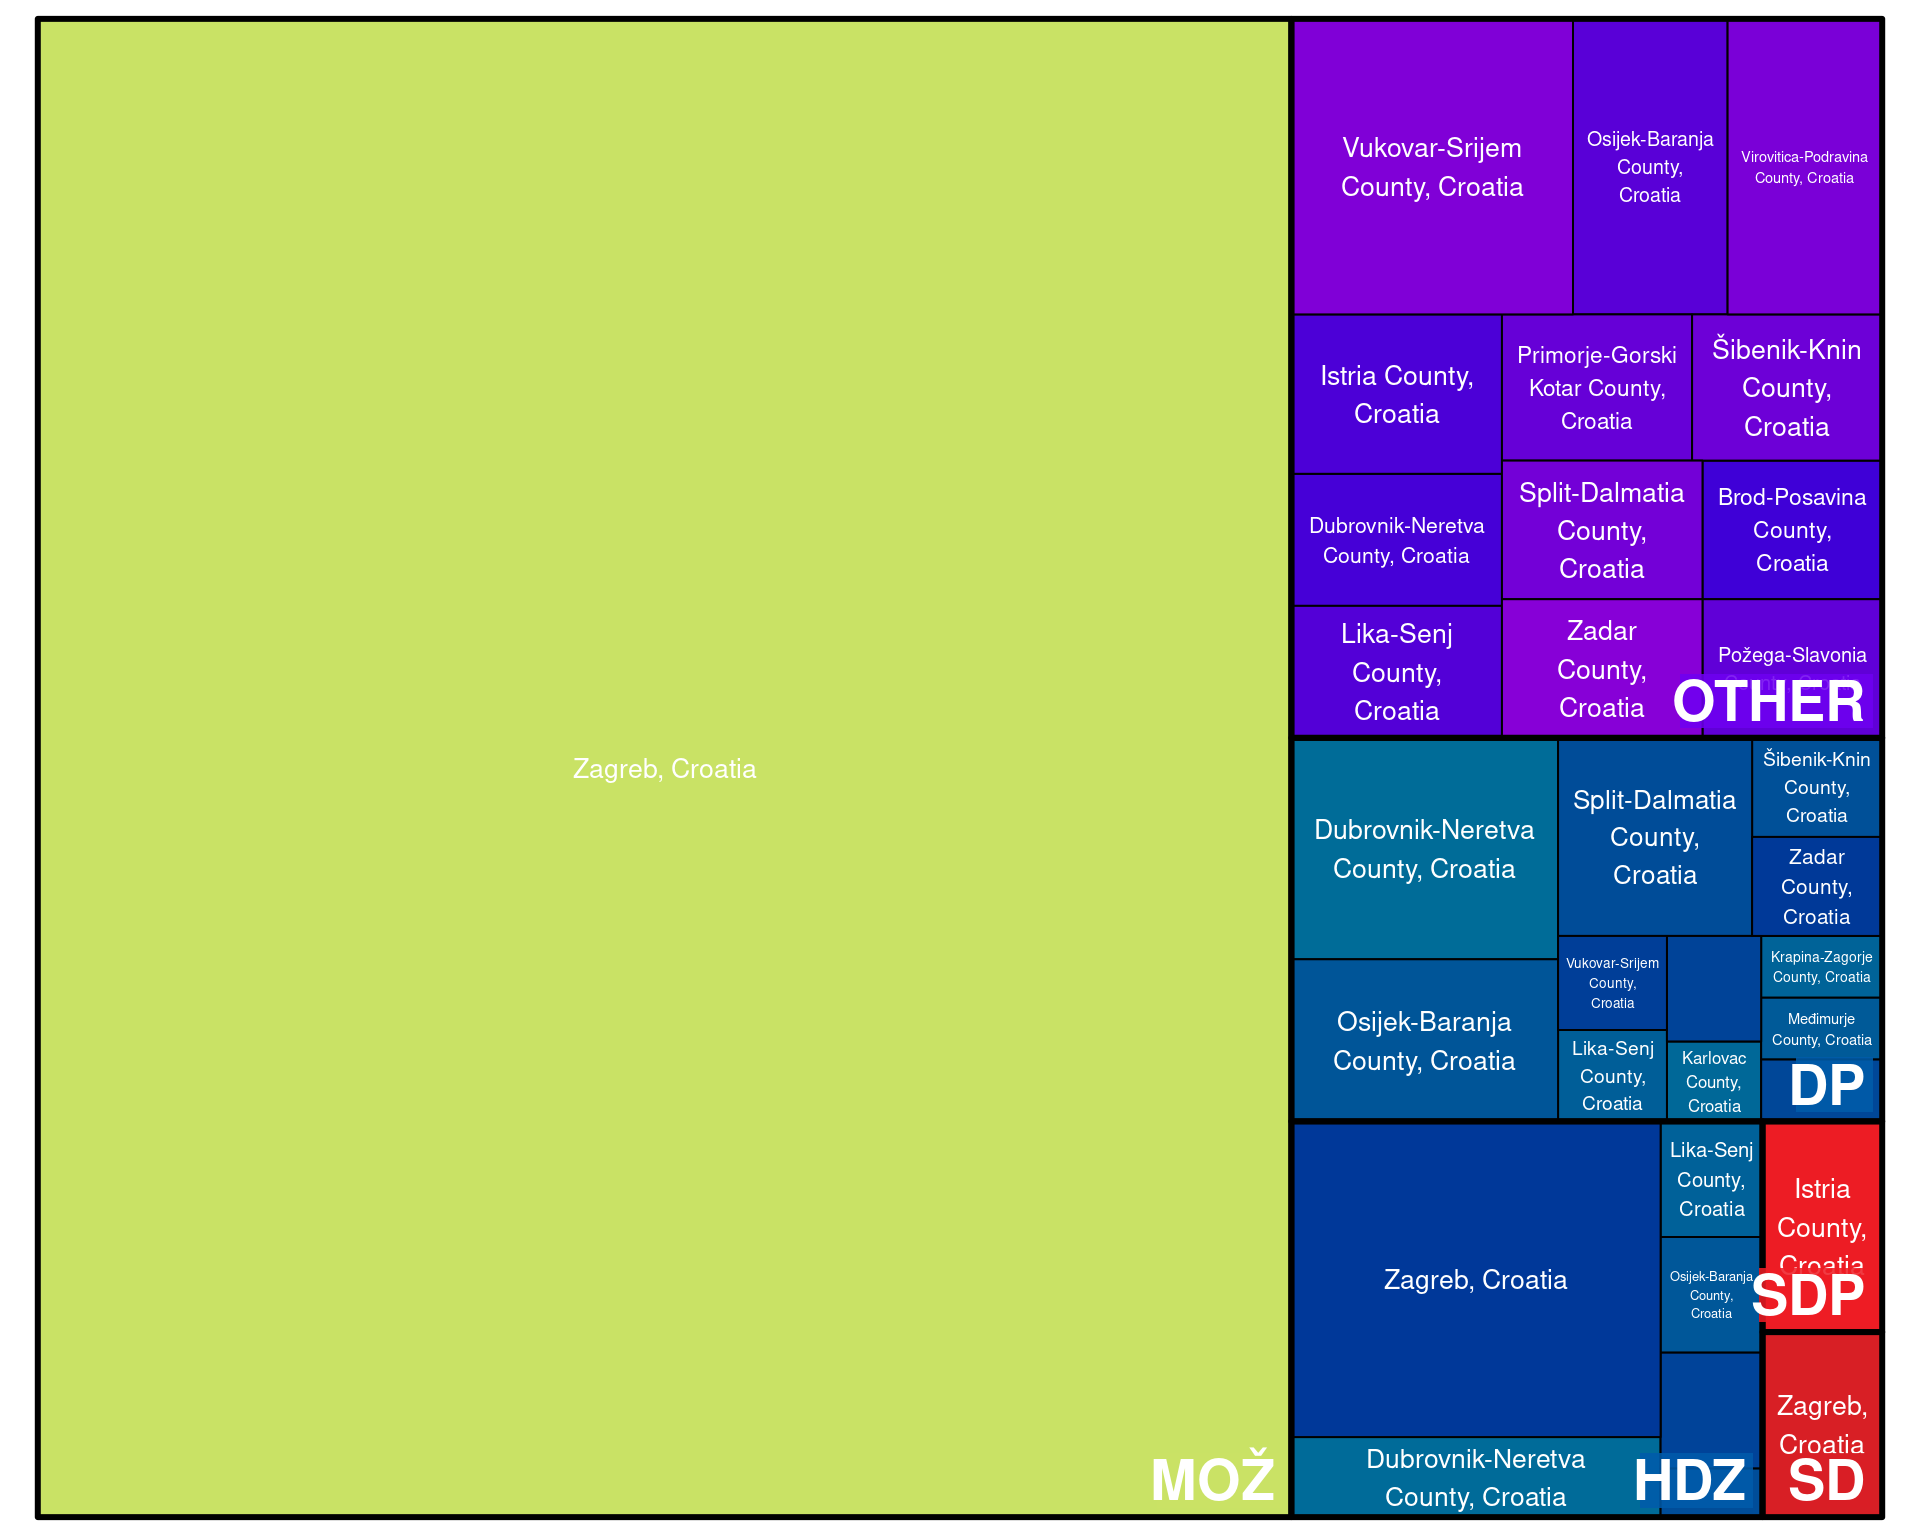 Zagreb, Croatia
MOŽ
Vukovar-Srijem
County, Croatia
Osijek-Baranja
County,
Croatia
Virovitica-Podravina
County, Croatia
Istria County,
Croatia
Primorje-Gorski
Kotar County,
Croatia
Šibenik-Knin
County,
Croatia
Dubrovnik-Neretva
County, Croatia
Split-Dalmatia
County,
Croatia
Brod-Posavina
County,
Croatia
Lika-Senj
County,
Croatia
Zadar
County,
Croatia
Požega-Slavonia
OTHER
Dubrovnik-Neretva
County, Croatia
Split-Dalmatia
County,
Croatia
Šibenik-Knin
County,
Croatia
Zadar
County,
Croatia
Osijek-Baranja
County, Croatia
Vukovar-Srijem
County,
Croatia
Lika-Senj
County,
Croatia
Karlovac
County,
Croatia
Krapina-Zagorje
County, Croatia
Međimurje
County, Croatia
DP
Zagreb, Croatia
Dubrovnik-Neretva
County, Croatia
Lika-Senj
County,
Croatia
Osijek-Baranja
County,
Croatia
HDZ
Istria
County,
Croatia
SDP
Zagreb,
Croatia
SD